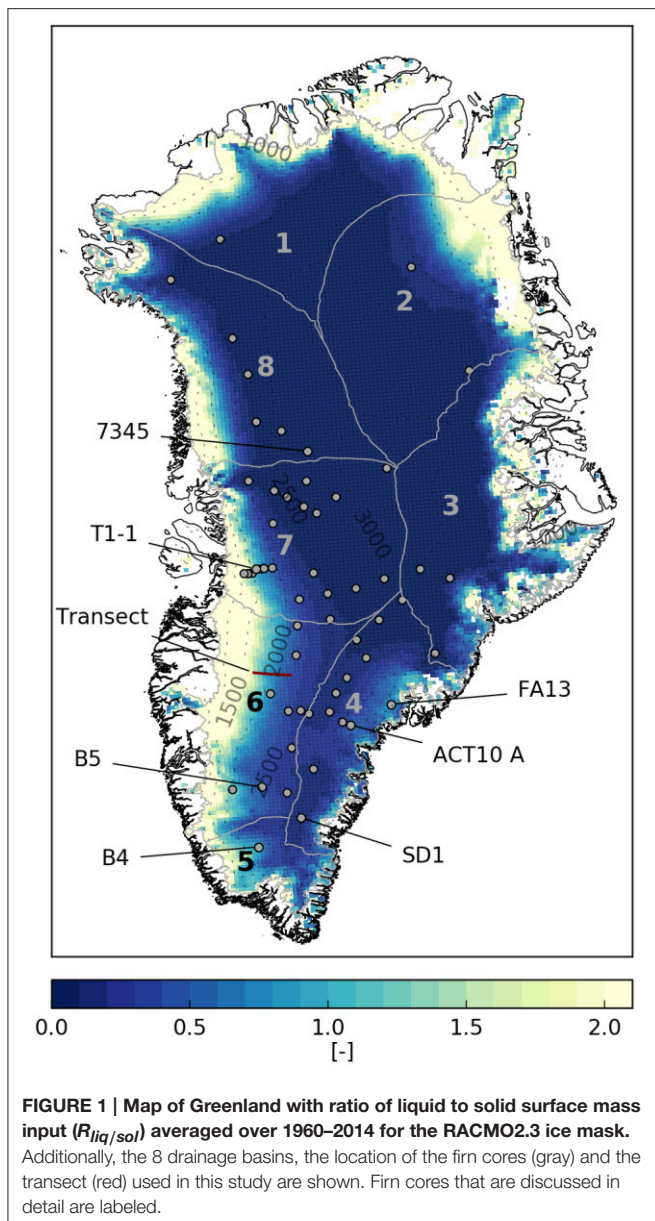 1000
1
2
8
7345
2500
3
3000
7
T1-1
Transect
2000
1500
6
4
FA13
ACT10 A
B5
2500
B4
5
SD1
0.0 0.5 1.0 1.5 2.0
[-]
FIGURE 1 | Map of Greenland with ratio of liquid to solid surface mass
input (Rliq/sol) averaged over 1960–2014 for the RACMO2.3 ice mask.
Additionally, the 8 drainage basins, the location of the firn cores (gray) and the
transect (red) used in this study are shown. Firn cores that are discussed in
detail are labeled.